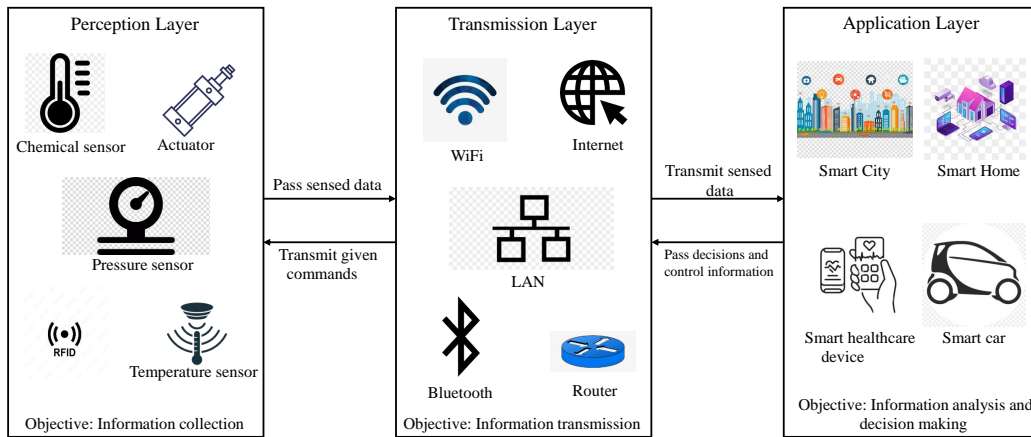 Perception Layer
Chemical sensor
Actuator
Pressure sensor
RFID
Temperature sensor
Objective: Information collection
Pass sensed data
Transmit given
commands
Transmission Layer
WiFi
Internet
LAN
Bluetooth
Router
Objective: Information transmission
Transmit sensed
data
Pass decisions and
control information
Application Layer
Smart City
Smart Home
Smart healthcare
device
Smart car
Objective: Information analysis and
decision making